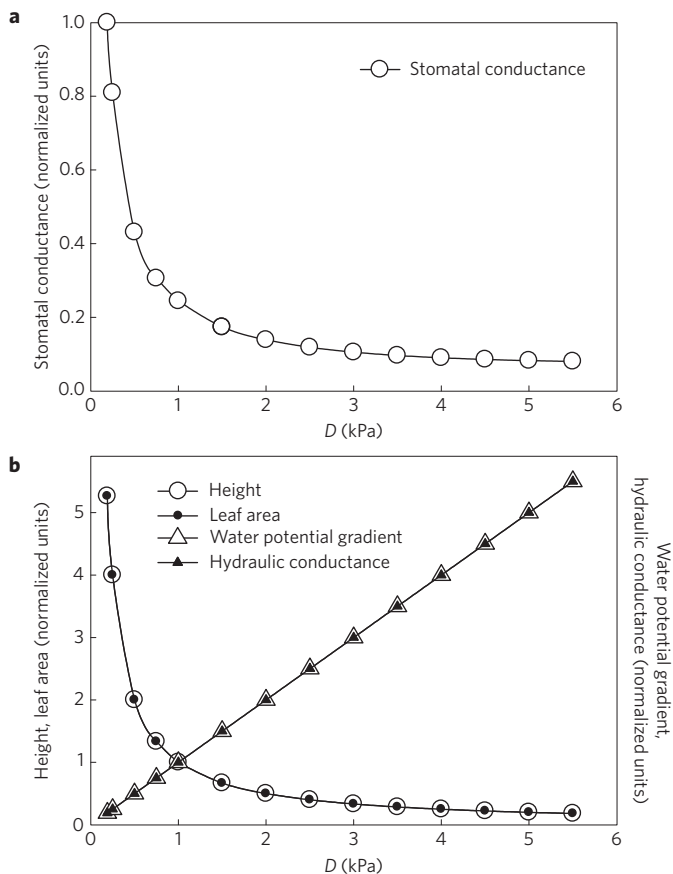 a
Stomatal conductance (normalized units)
1.0
0.8
0.6
0.4
0.2
0.0
Stomatal conductance
0 1 2 3 4 5 6
D (kPa)
b
Height, leaf area (normalized units)
5
4
3
2
1
0
Height
Leaf area
Water potential gradient
Hydraulic conductance
Water potential gradient,
hydraulic conductance (normalized units)
0 1 2 3 4 5 6
D (kPa)